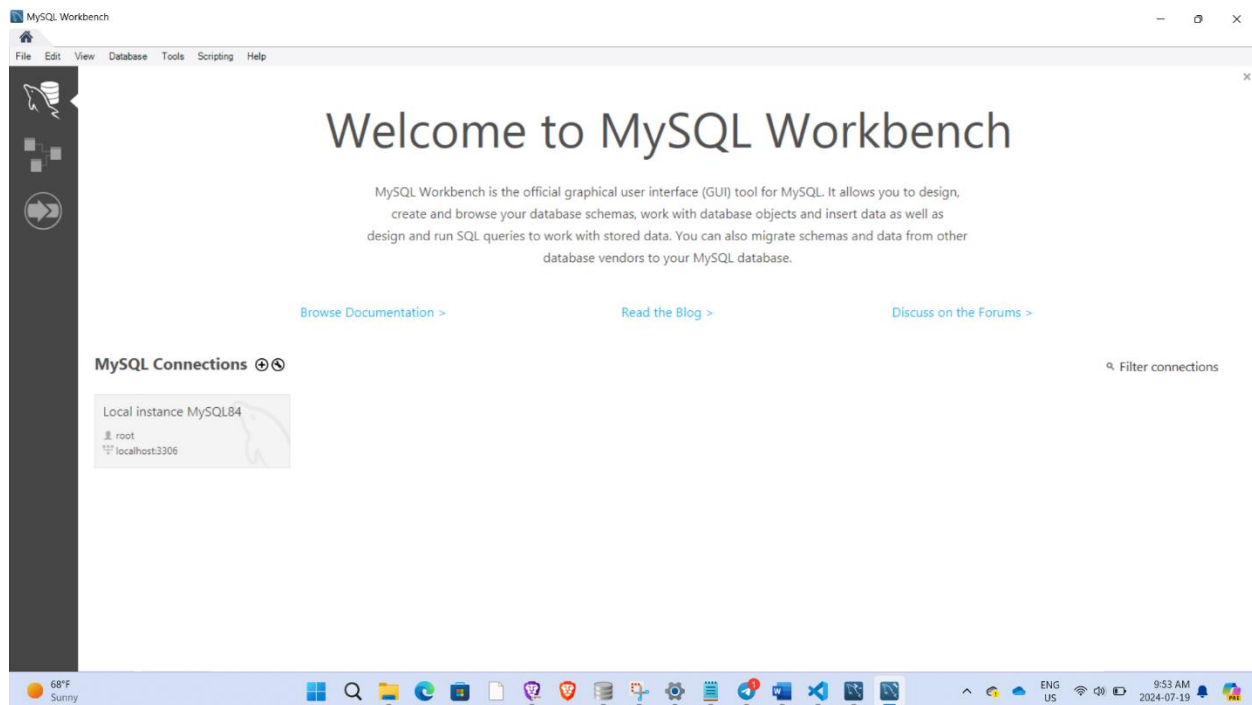 MySQL Workbench
File Edit View Database Tools Scripting Help
Welcome to MySQL Workbench
MySQL Workbench is the official graphical user interface (GUI) tool for MySQL. It allows you to design,
create and browse your database schemas, work with database objects and insert data as well as
design and run SQL queries to work with stored data. You can also migrate schemas and data from other
database vendors to your MySQL database.
Browse Documentation > Read the Blog > Discuss on the Forums >
MySQL Connections Filter connections
Local instance MySQL84
root
localhost:3306
68°F
Sunny
ENG
US
9:53 AM
2024-07-19
1
PRE